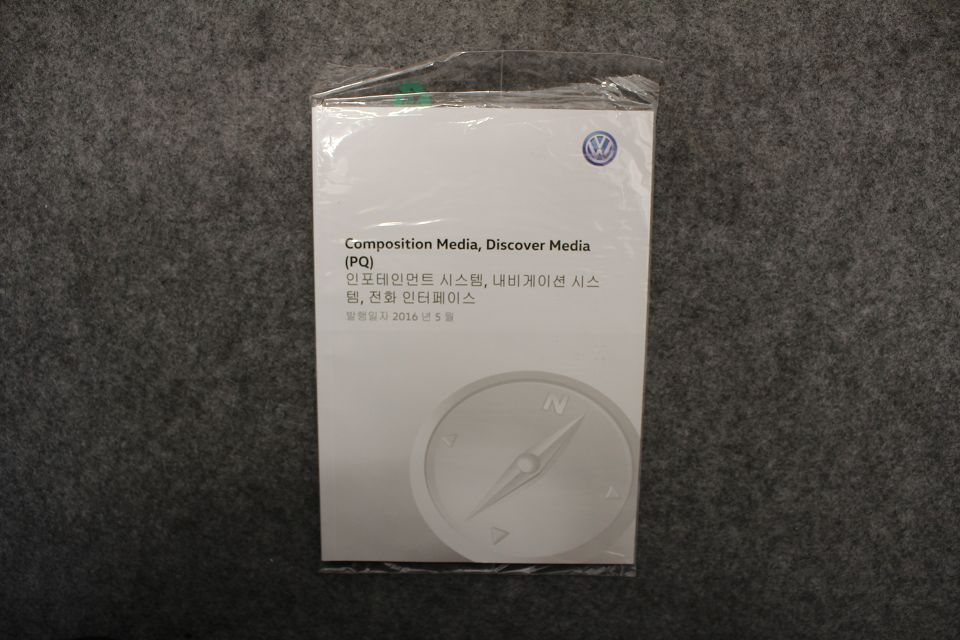 Composition Media, Discover Media
(PQ)
인포테인먼트 시스템, 내비게이션 시스
템, 전화 인터페이스
발행일자 2016 년 5 월
N